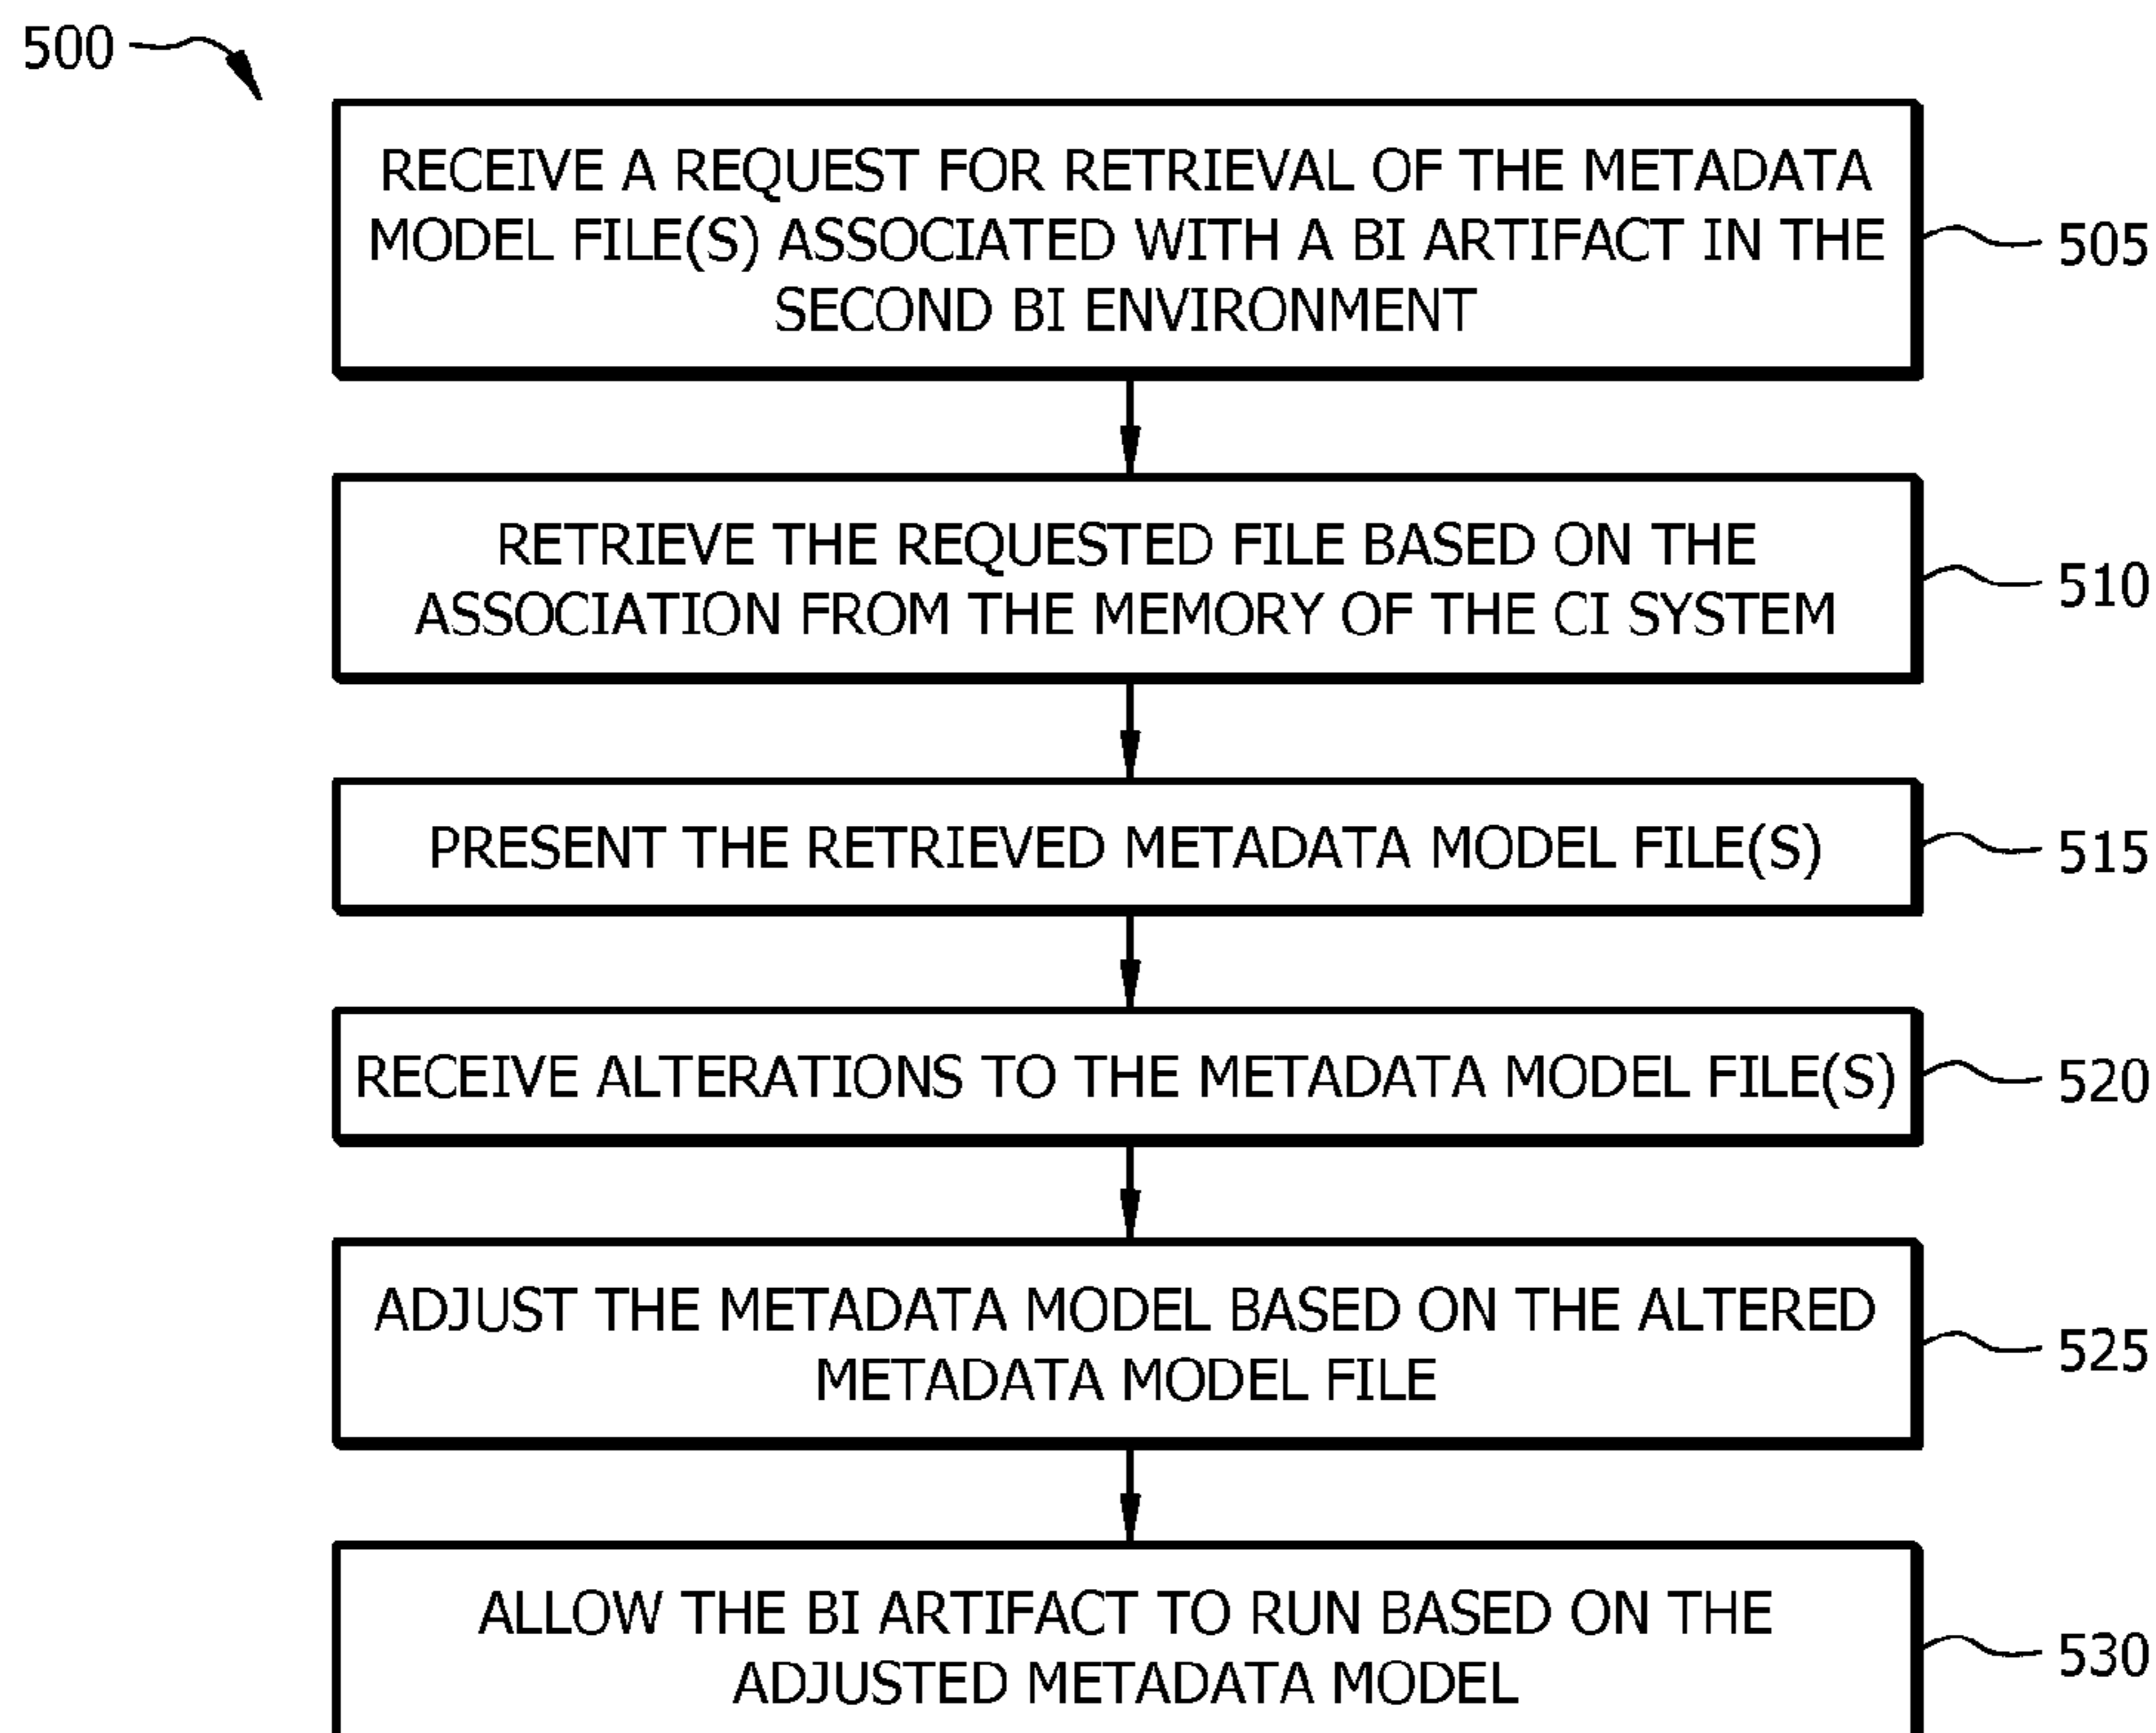 500
RECEIVE A REQUEST FOR RETRIEVAL OF THE METADATA
MODEL FILE(S) ASSOCIATED WITH A BI ARTIFACT IN THE
SECOND BI ENVIRONMENT
505
RETRIEVE THE REQUESTED FILE BASED ON THE
ASSOCIATION FROM THE MEMORY OF THE CI SYSTEM
510
PRESENT THE RETRIEVED METADATA MODEL FILE(S)
515
RECEIVE ALTERATIONS TO THE METADATA MODEL FILE(S)
520
ADJUST THE METADATA MODEL BASED ON THE ALTERED
METADATA MODEL FILE
525
ALLOW THE BI ARTIFACT TO RUN BASED ON THE
ADJUSTED METADATA MODEL
530